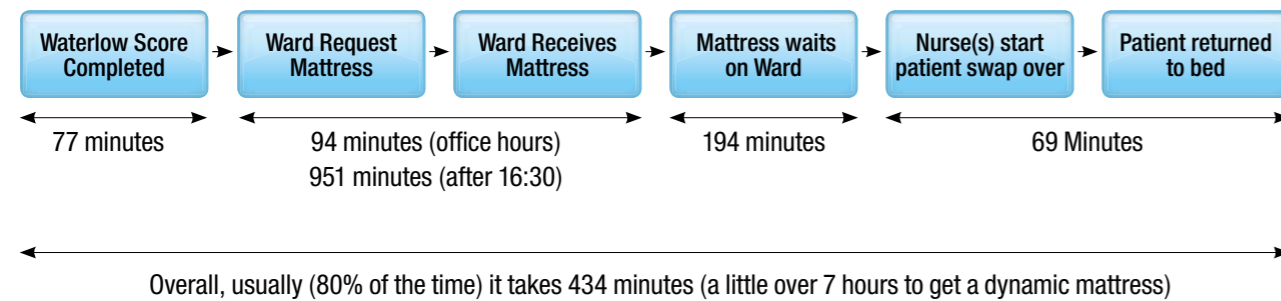 Waterlow Score
Completed
Ward Request
Mattress
Ward Receives
Mattress
Mattress waits
on Ward
Nurse(s) start
patient swap over
Patient returned
to bed
77 minutes
94 minutes (office hours)
951 minutes (after 16:30)
194 minutes
69 Minutes
Overall, usually (80% of the time) it takes 434 minutes (a little over 7 hours to get a dynamic mattress)